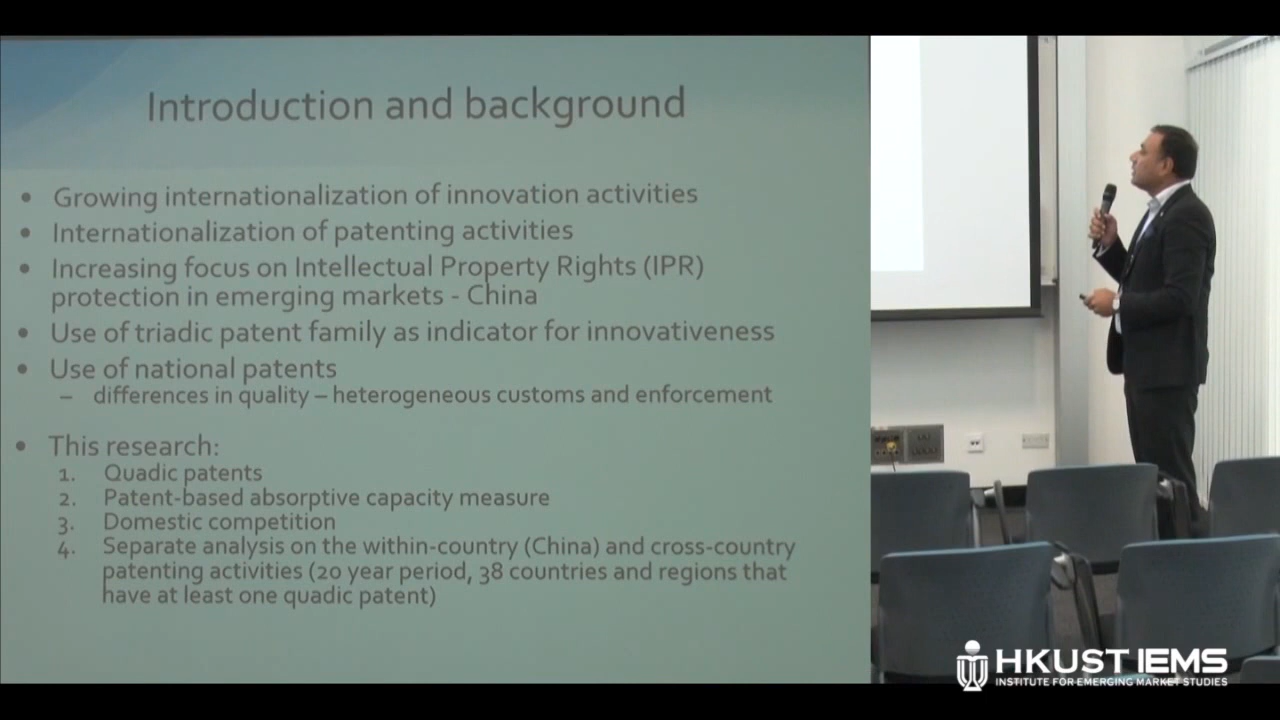 Introduction and background
• Growing internationalization of innovation activities
• Internationalization of patenting activities
• Increasing focus on Intellectual Property Rights (IPR)
protection in emerging markets - China
• Use of triadic patent family as indicator for innovativeness
• Use of national patents
– differences in quality – heterogeneous customs and enforcement
• This research:
1. Quadic patents
2. Patent-based absorptive capacity measure
3. Domestic competition
4. Separate analysis on the within-country (China) and cross-country
patenting activities (20 year period, 38 countries and regions that
have at least one quadic patent)
HKUST IEMS
INSTITUTE FOR EMERGING MARKET STUDIES